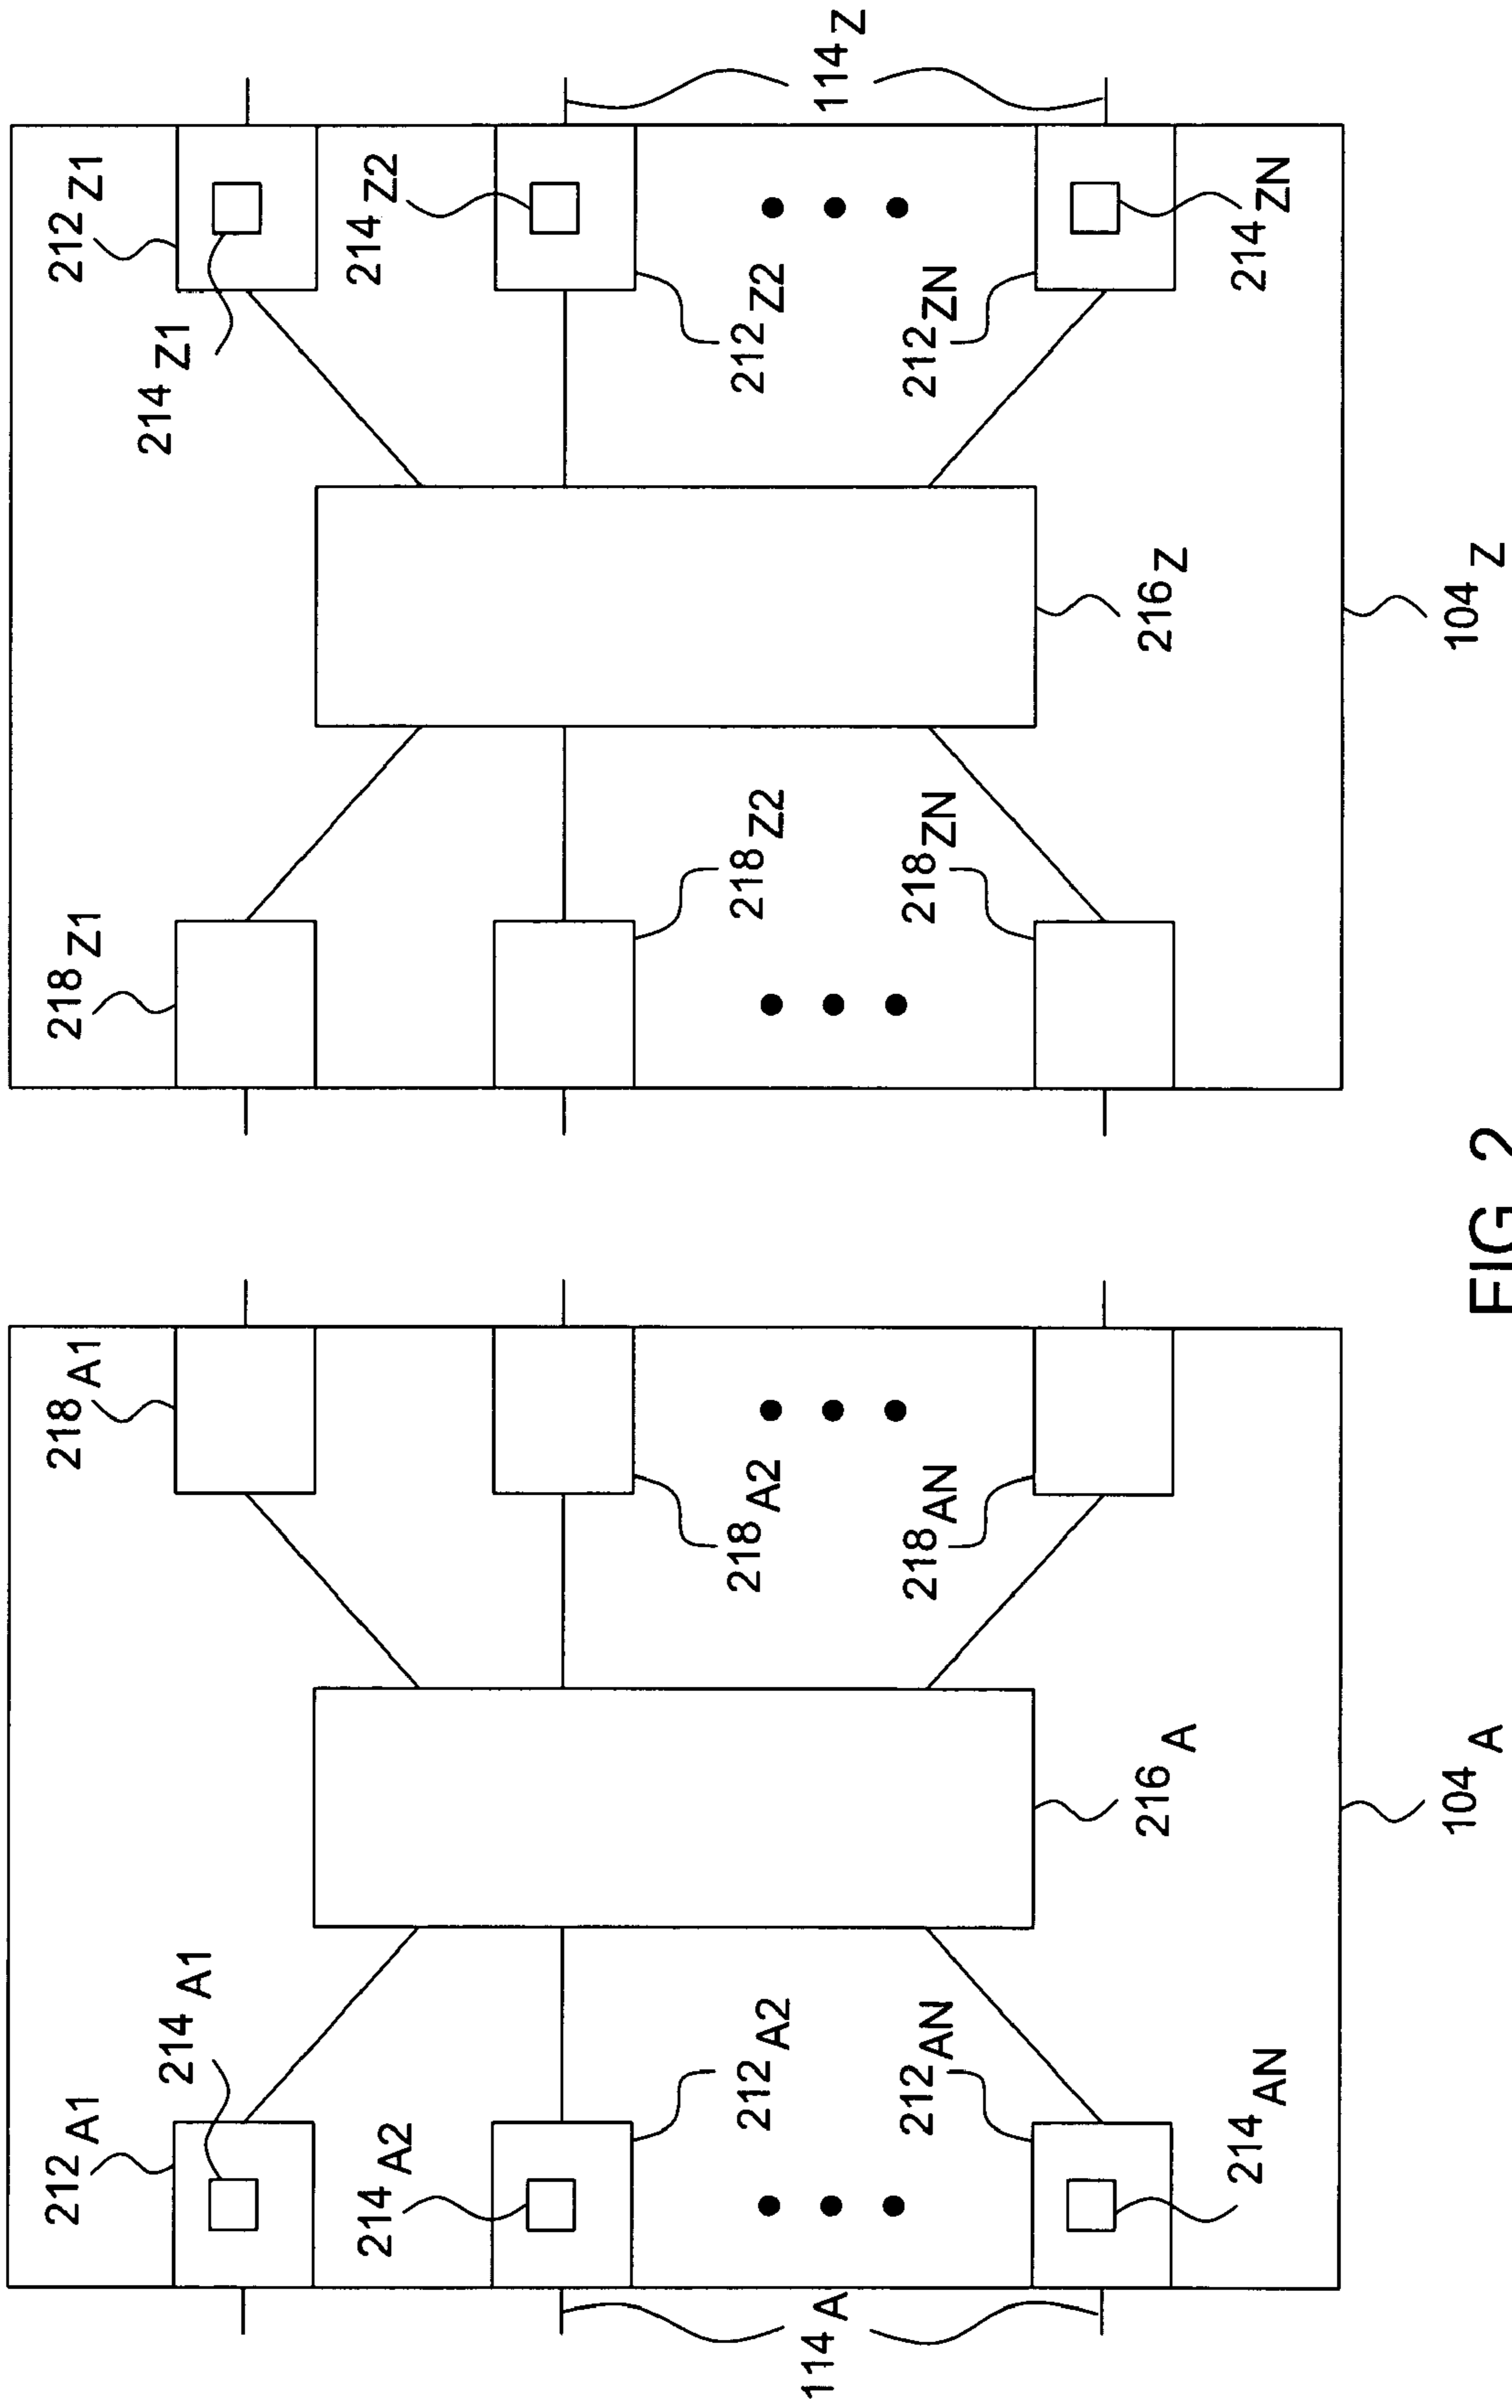 212 A1
214 A1
218 A1
218 Z1
212 Z1
214 Z1
214 A2
214 Z2
212 A2
218 A2
218 Z2
212 Z2
114 A
114 Z
212 AN
218 AN
218 ZN
212 ZN
216 A
216 Z
214 AN
214 ZN
104 A
104 Z
FIG. 2